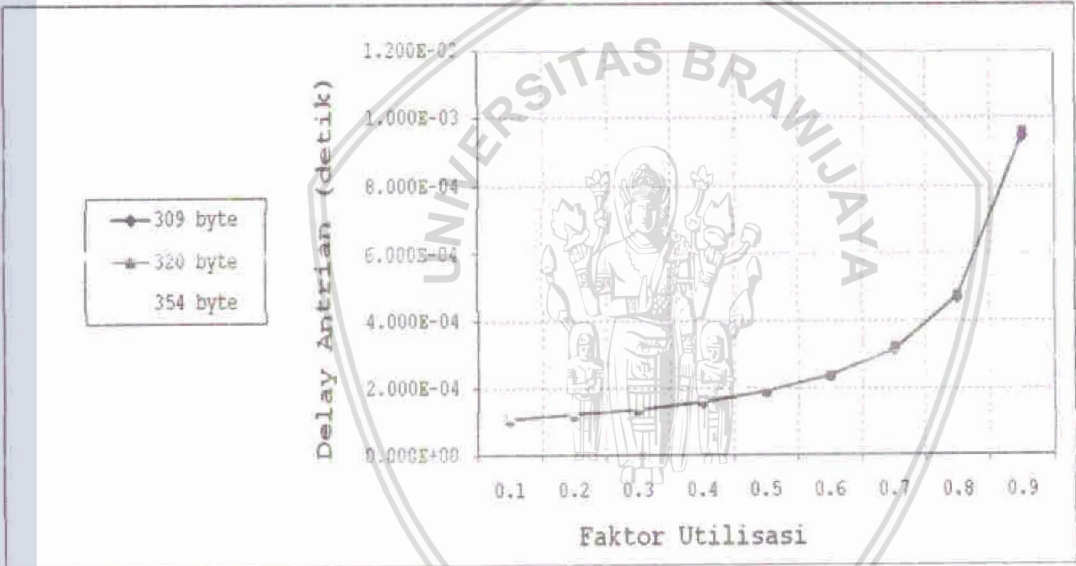 UNIVERSITAS BRAWIJAYA
Delay Antrian (detik)
1.200E-02
1.000E-03
8.000E-04
6.000E-04
4.000E-04
2.000E-04
0.000E+00
309 byte
320 byte
354 byte
0.1 0.2 0.3 0.4 0.5 0.6 0.7 0.8 0.9
Faktor Utilisasi